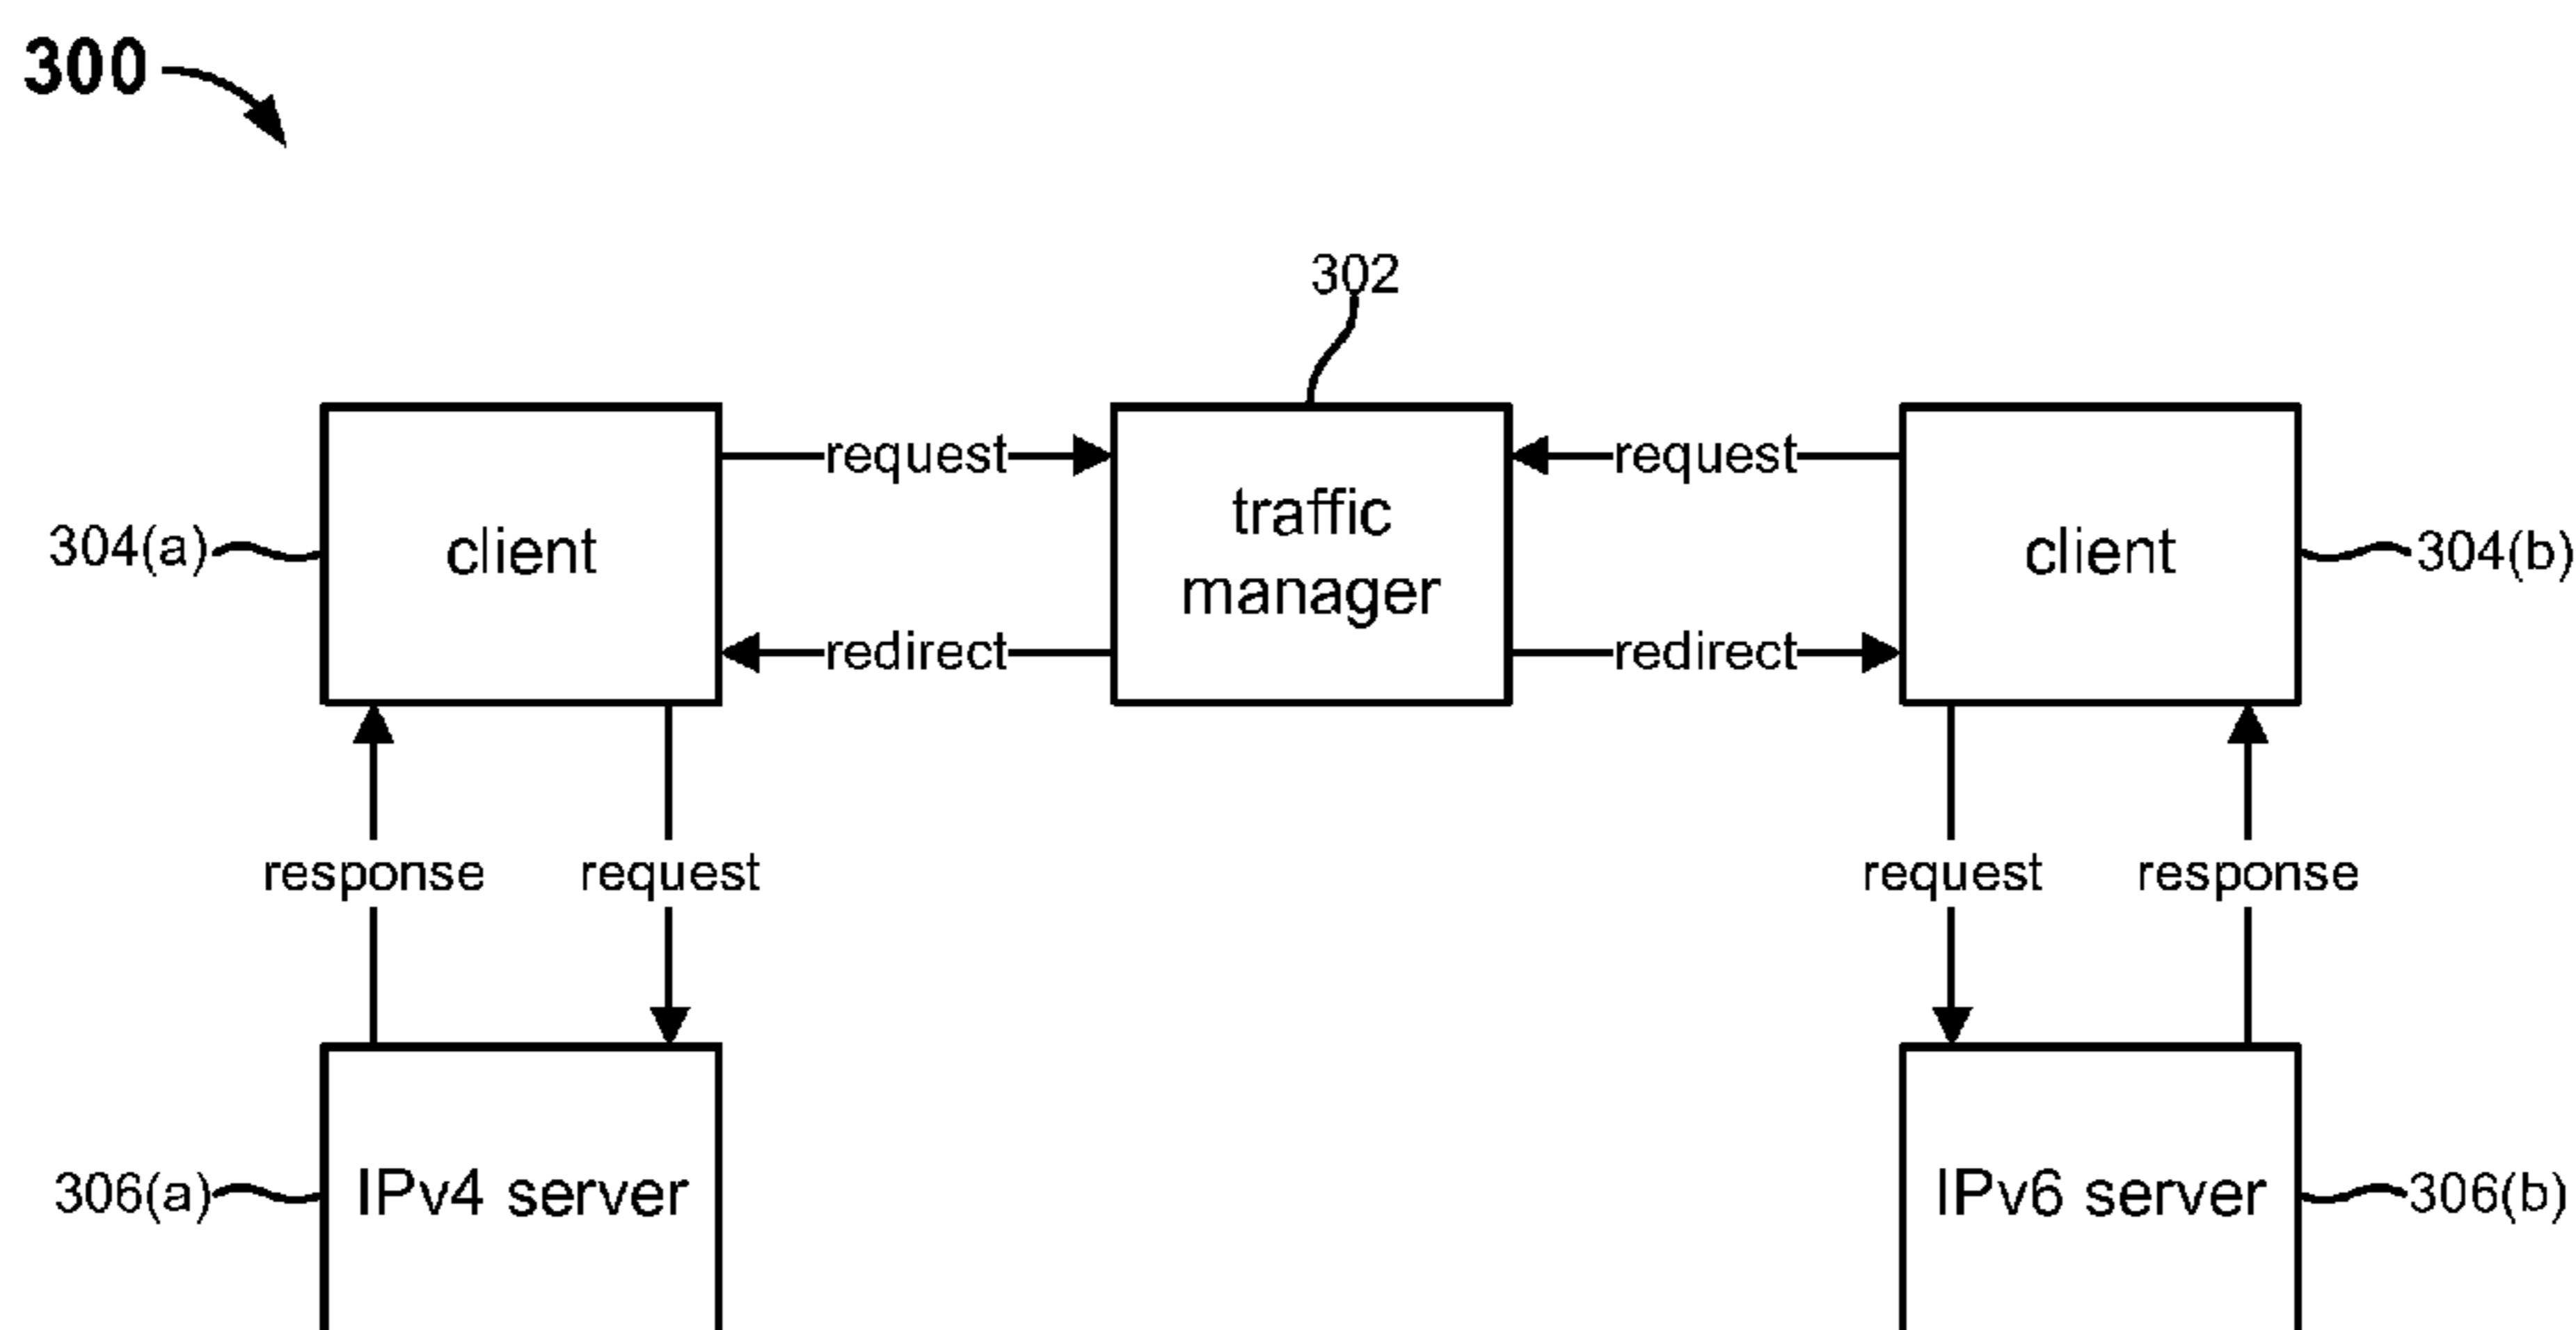 300
302
request
request
traffic
manager
304(a)
client
client
304(b)
redirect
redirect
response
request
request
response
306(a)
IPv4 server
IPv6 server
306(b)